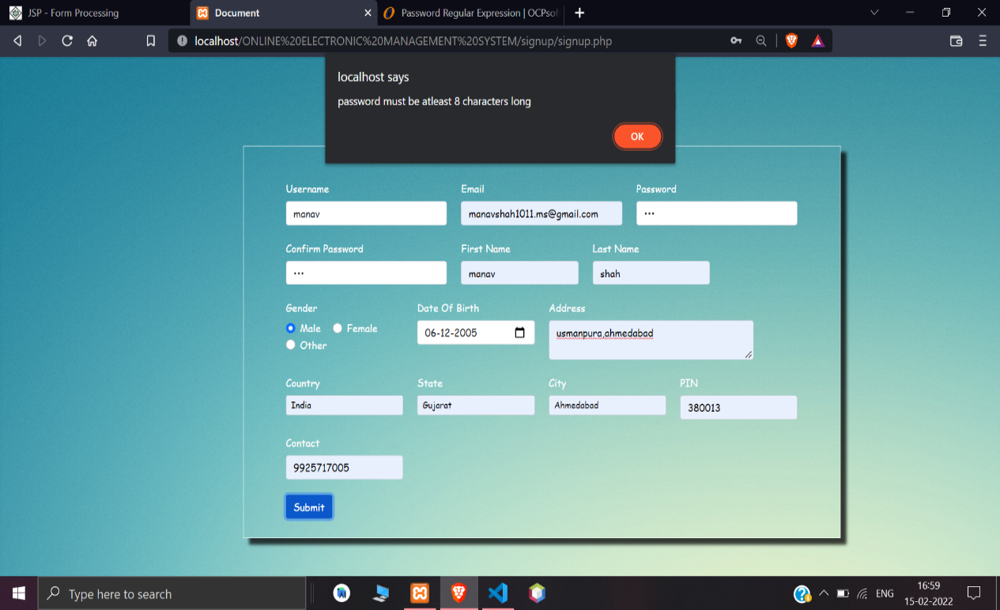 JSP - Form Processing
Document
Password Regular Expression | OCPsof
localhost/ONLINE%20ELECTRONIC%20MANAGEMENT%20SYSTEM/signup/signup.php
localhost says
password must be atleast 8 characters long
OK
Username Email Password
manav manavshah1011.ms@gmail.com •••
Confirm Password First Name Last Name
••• manav shah
Gender Date Of Birth Address
Male Female 06-12-2005 usmanpura,ahmedabad
Other
Country State City PIN
India Gujarat Ahmedabad 380013
Contact
9925717005
Submit
Type here to search
ENG
16:59
15-02-2022